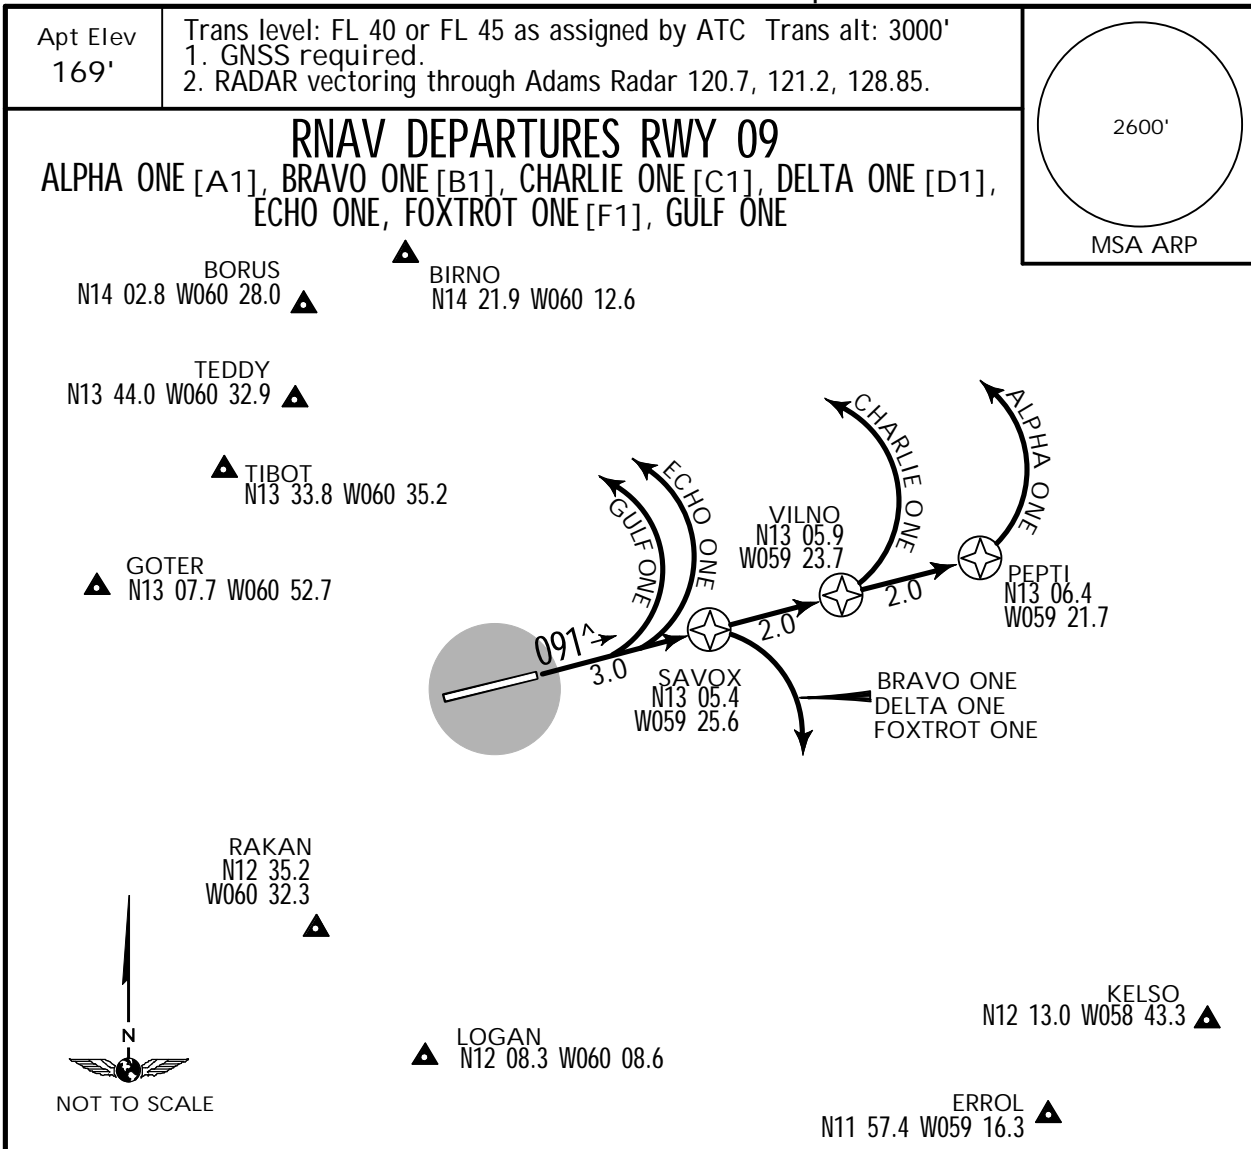 Apt Elev
169'
Trans level: FL 40 or FL 45 as assigned by ATC Trans alt: 3000'
1. GNSS required.
2. RADAR vectoring through Adams Radar 120.7, 121.2, 128.85.
2600'
MSA ARP
RNAV DEPARTURES RWY 09
ALPHA ONE [A1], BRAVO ONE [B1], CHARLIE ONE [C1], DELTA ONE [D1],
ECHO ONE, FOXTROT ONE [F1], GULF ONE
BORUS
N14 02.8 W060 28.0
BIRNO
N14 21.9 W060 12.6
TEDDY
N13 44.0 W060 32.9
TIBOT
N13 33.8 W060 35.2
GOTER
N13 07.7 W060 52.7
GULF ONE
ECHO ONE
CHARLIE ONE
ALPHA ONE
VILNO
N13 05.9
W059 23.7
PEPTI
N13 06.4
W059 21.7
091^
3.0
2.0
2.0
SAVOX
N13 05.4
W059 25.6
BRAVO ONE
DELTA ONE
FOXTROT ONE
RAKAN
N12 35.2
W060 32.3
KELSO
N12 13.0 W058 43.3
LOGAN
N12 08.3 W060 08.6
ERROL
N11 57.4 W059 16.3
N
NOT TO SCALE